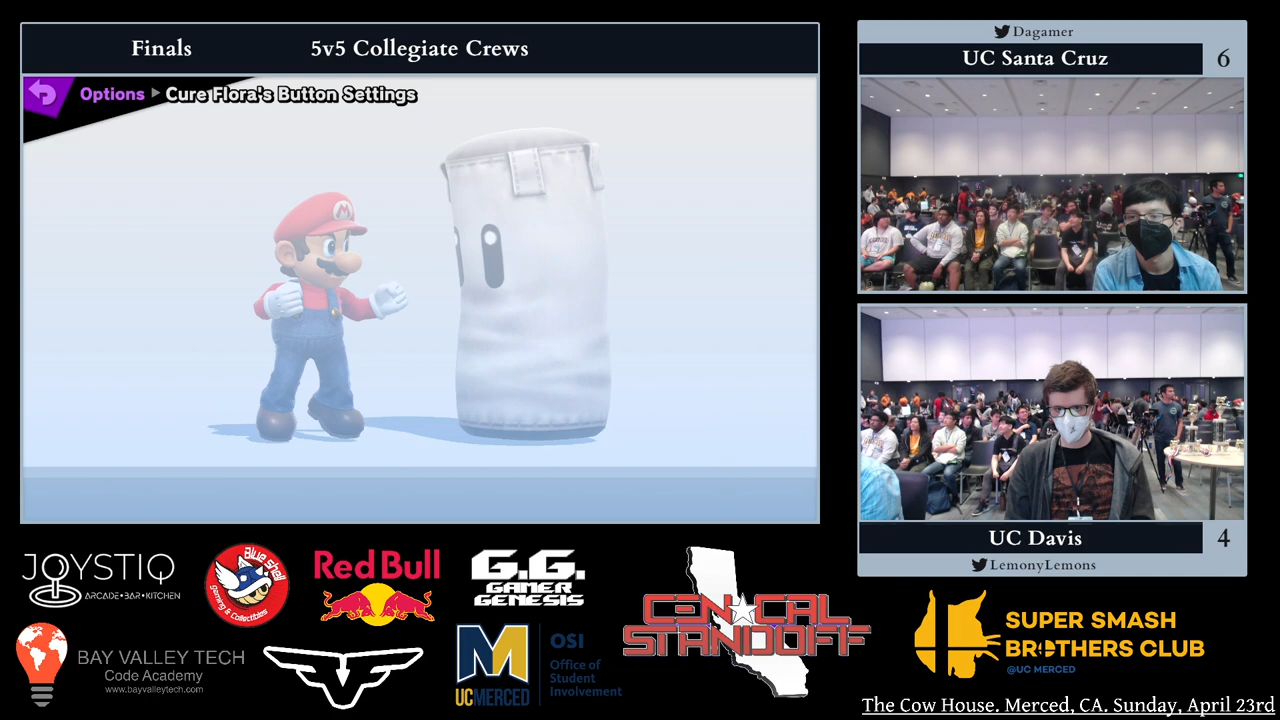 Finals
5v5 Collegiate Crews
Options ▸ Cure Flora's Button Settings
Dagamer
UC Santa Cruz
6
UC Davis
4
LemonyLemons
JOYSTIQ
ARCADE•BAR•KITCHEN
Blue Shell
gaming & Collectibles
Red Bull
G.G.
GAMER
GENESIS
CEN CAL
STANDOFF
SUPER SMASH
BROTHERS CLUB
@UC MERCED
BAY VALLEY TECH
Code Academy
www.bayvalleytech.com
M
UCMERCED
OSI
Office of
Student
Involvement
The Cow House. Merced, CA. Sunday, April 23rd